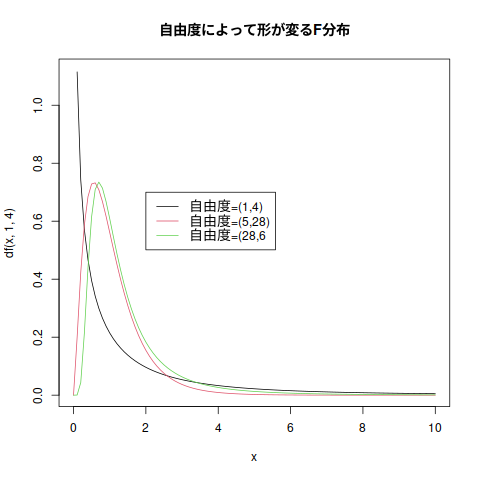 自由度によって形が変るF分布
df(x, 1, 4)
1.0
0.8
0.6
0.4
0.2
0.0
自由度=(1,4)
自由度=(5,28)
自由度=(28,6
0 2 4 6 8 10
x